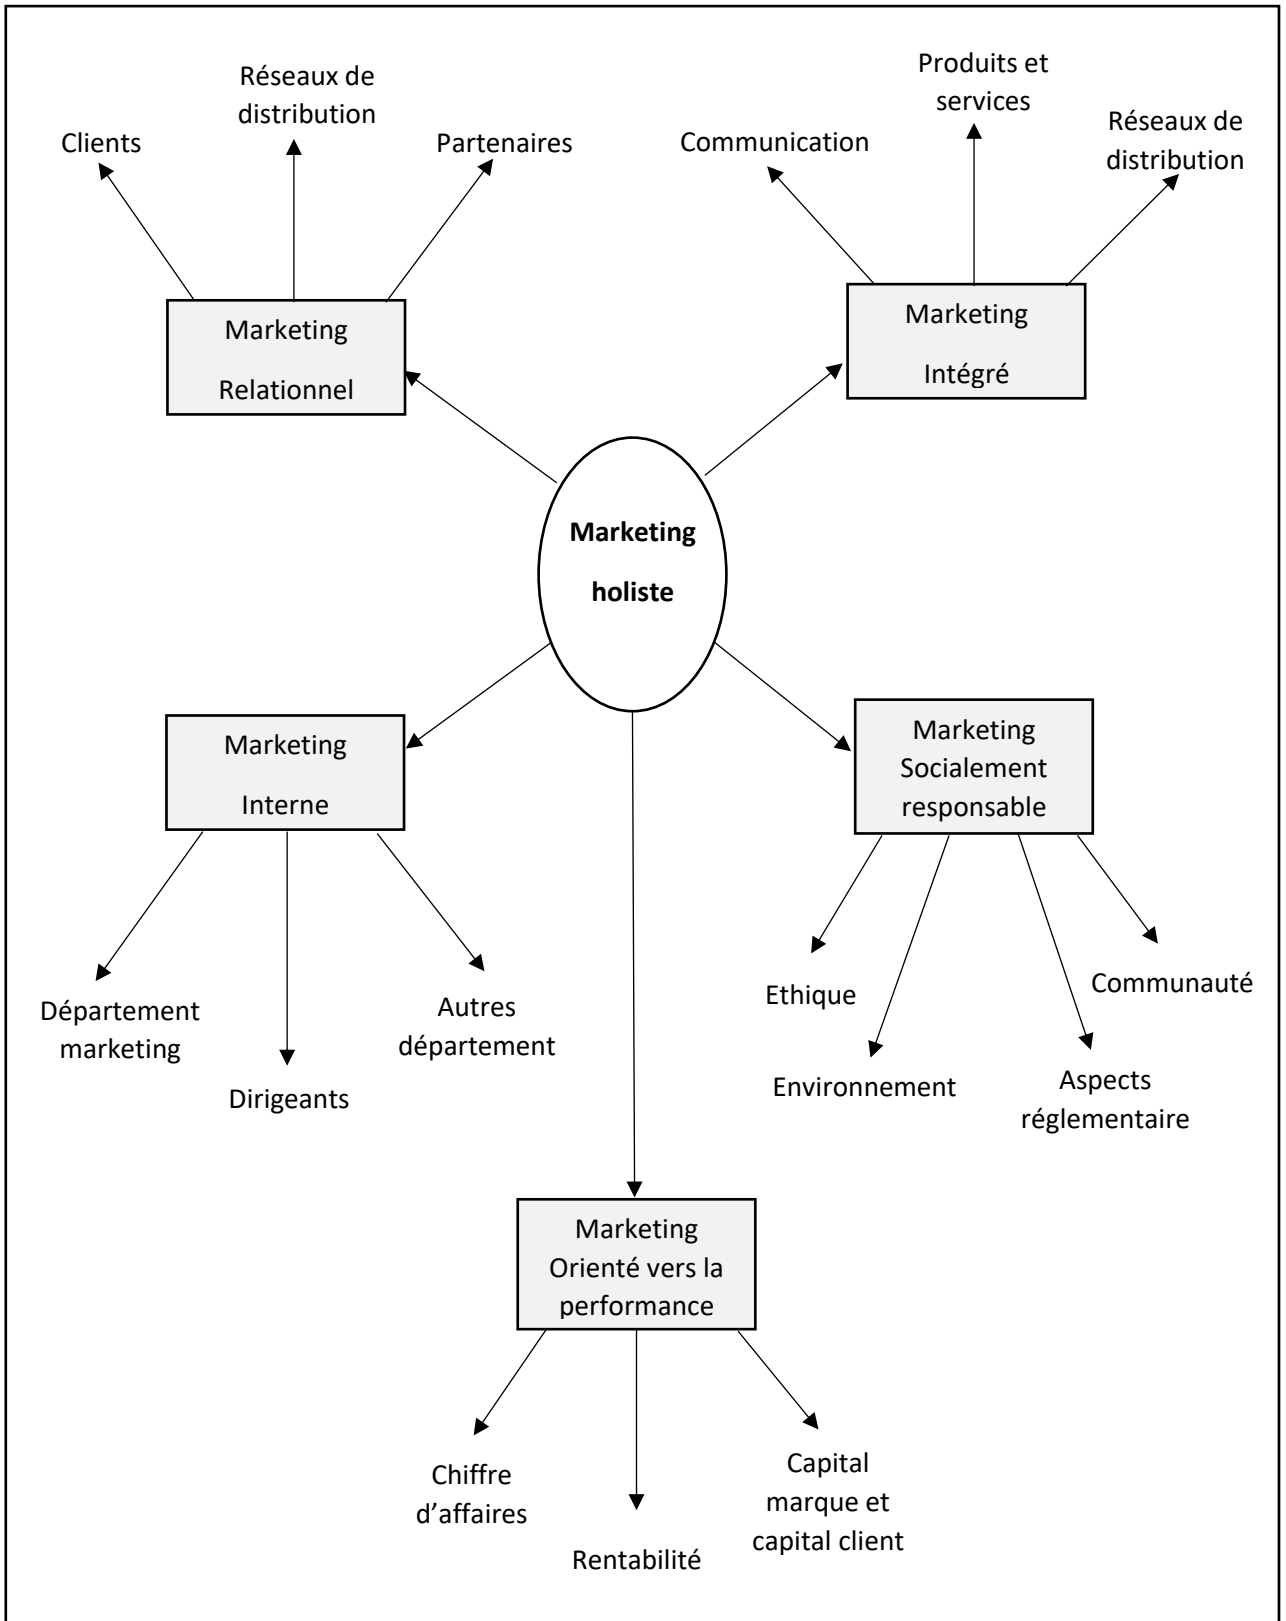 Clients
Réseaux de
distribution
Partenaires
Communication
Produits et
services
Réseaux de
distribution
Marketing
Relationnel
Marketing
Intégré
Marketing
holiste
Marketing
Interne
Marketing
Socialement
responsable
Département
marketing
Dirigeants
Autres
département
Ethique
Environnement
Aspects
réglementaire
Communauté
Marketing
Orienté vers la
performance
Chiffre
d’affaires
Rentabilité
Capital
marque et
capital client